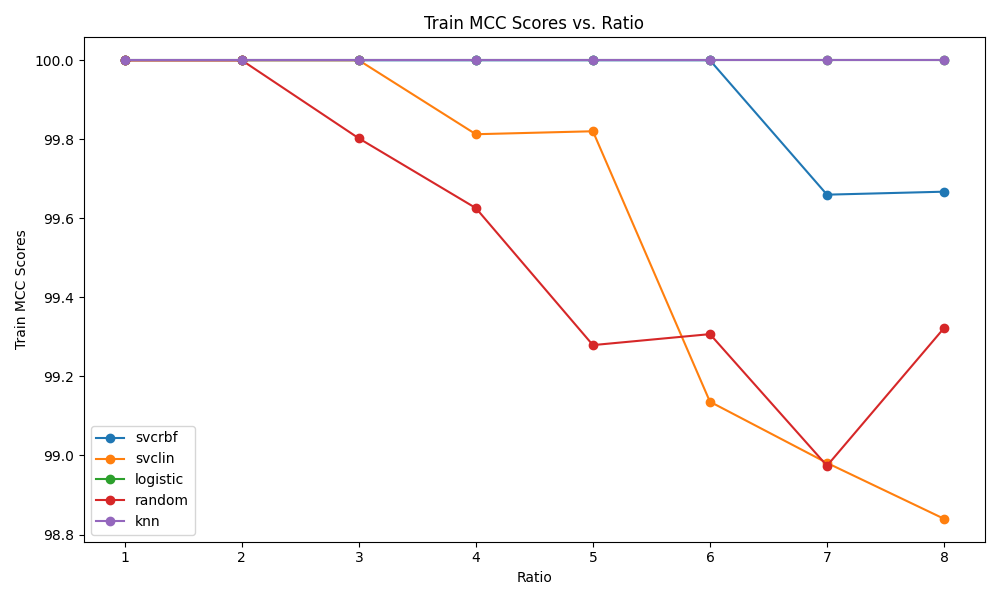 Train MCC Scores vs. Ratio
Train MCC Scores
100.0
99.8
99.6
99.4
99.2
99.0
98.8
svcrbf
svclin
logistic
random
knn
1 2 3 4 5 6 7 8
Ratio